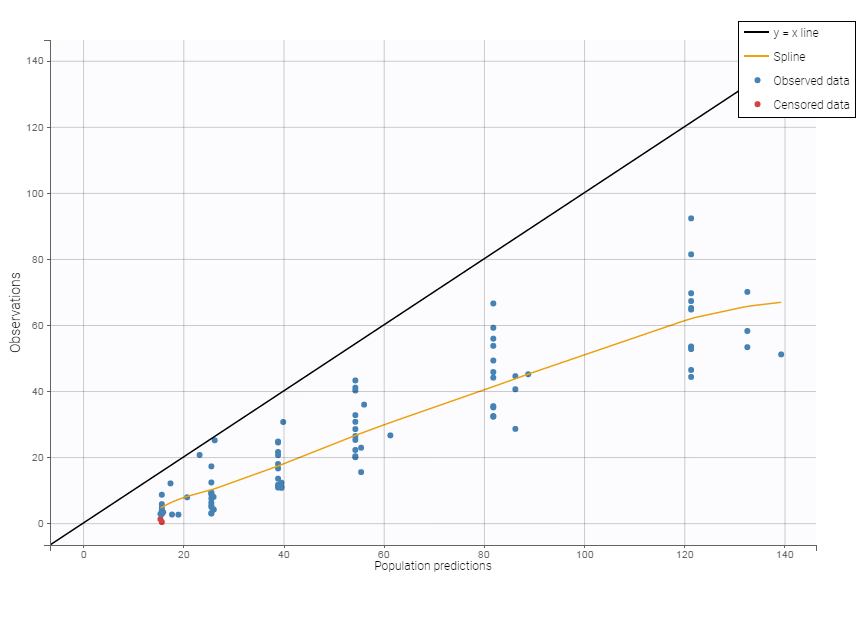 y = x line
Spline
Observed data
Censored data
140
120
100
80
60
40
20
0
Observations
0 20 40 60 80 100 120 140
Population predictions